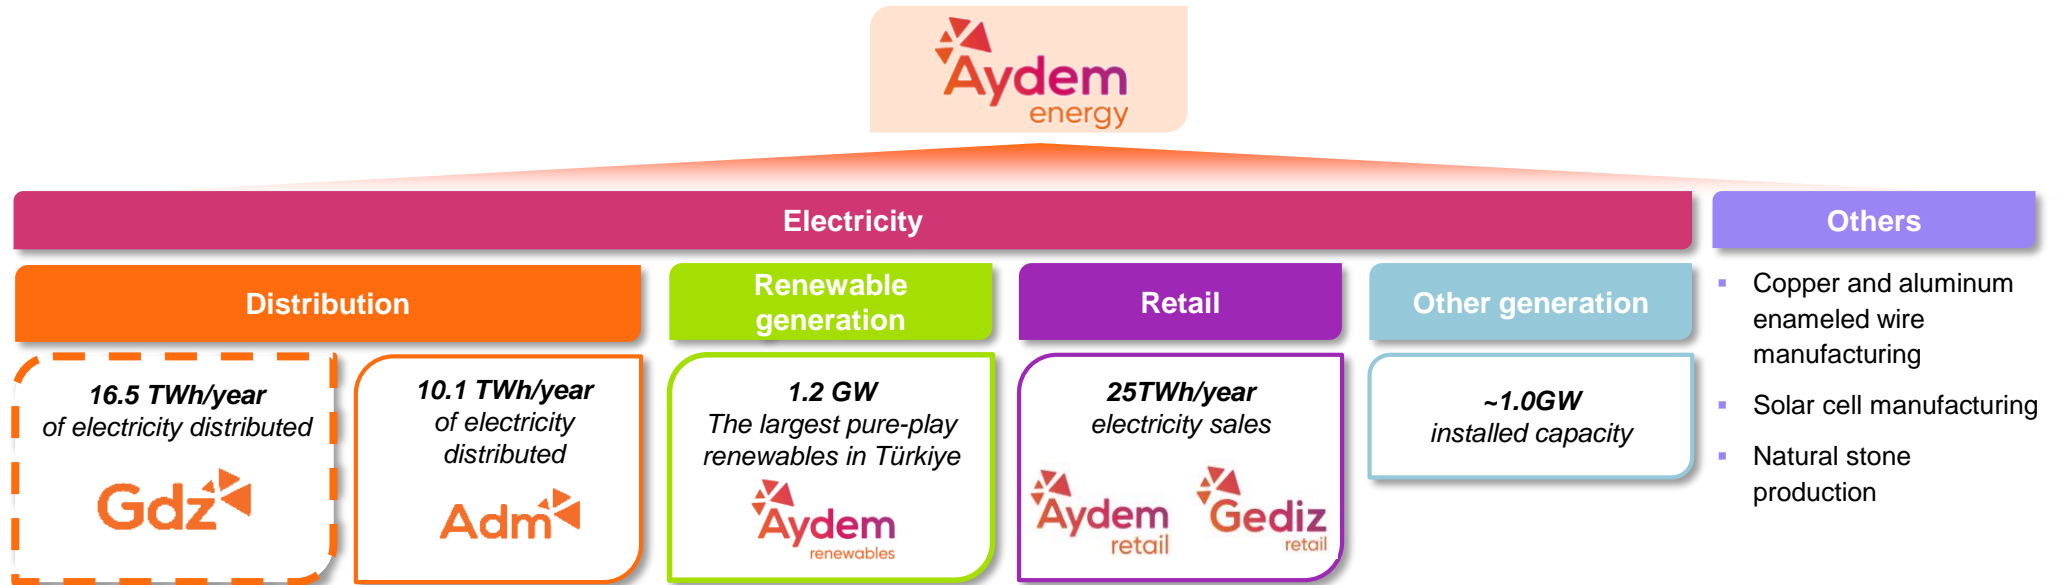 Aydem
energy
Electricity
Others
Distribution
Renewable
generation
Retail
Other generation
16.5 TWh/year
of electricity distributed
Gdz
10.1 TWh/year
of electricity
distributed
Adm
1.2 GW
The largest pure-play
renewables in Türkiye
Aydem
renewables
25TWh/year
electricity sales
Aydem
retail
Gediz
retail
~1.0GW
installed capacity
▪ Copper and aluminum
enameled wire
manufacturing
▪ Solar cell manufacturing
▪ Natural stone
production